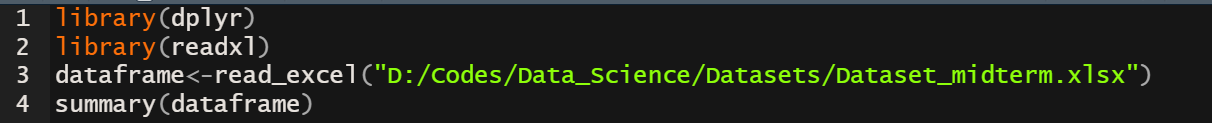 1 library(dplyr)
2 library(readxl)
3 dataframe<-read_excel("D:/Codes/Data_Science/Datasets/Dataset_midterm.xlsx")
4 summary(dataframe)